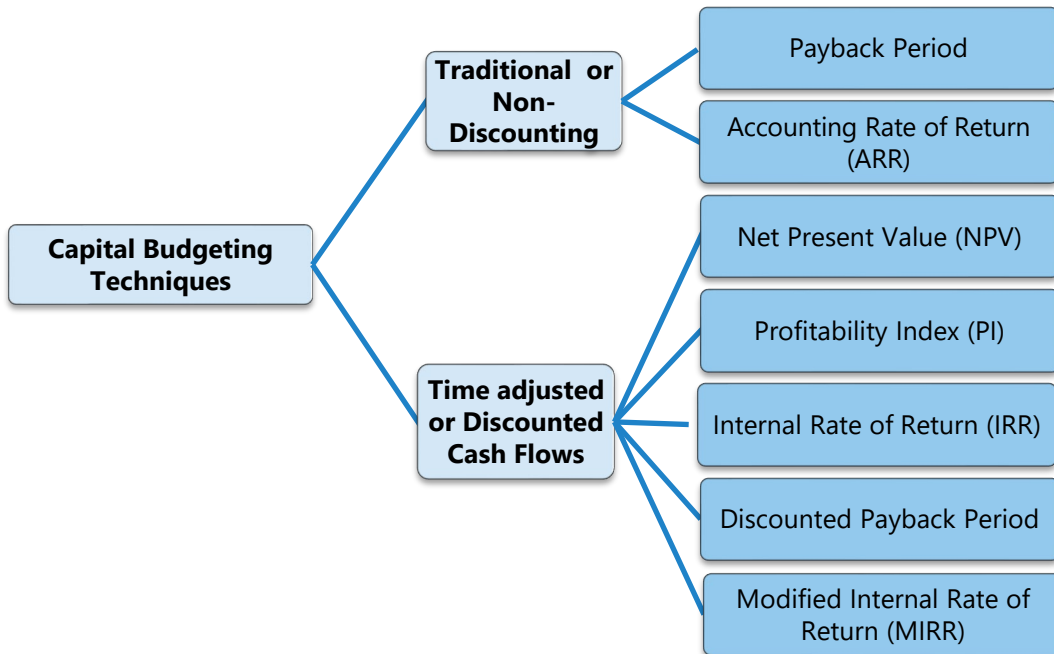 Capital Budgeting
Techniques
Traditional or
Non-
Discounting
Payback Period
Accounting Rate of Return
(ARR)
Time adjusted
or Discounted
Cash Flows
Net Present Value (NPV)
Profitability Index (PI)
Internal Rate of Return (IRR)
Discounted Payback Period
Modified Internal Rate of
Return (MIRR)